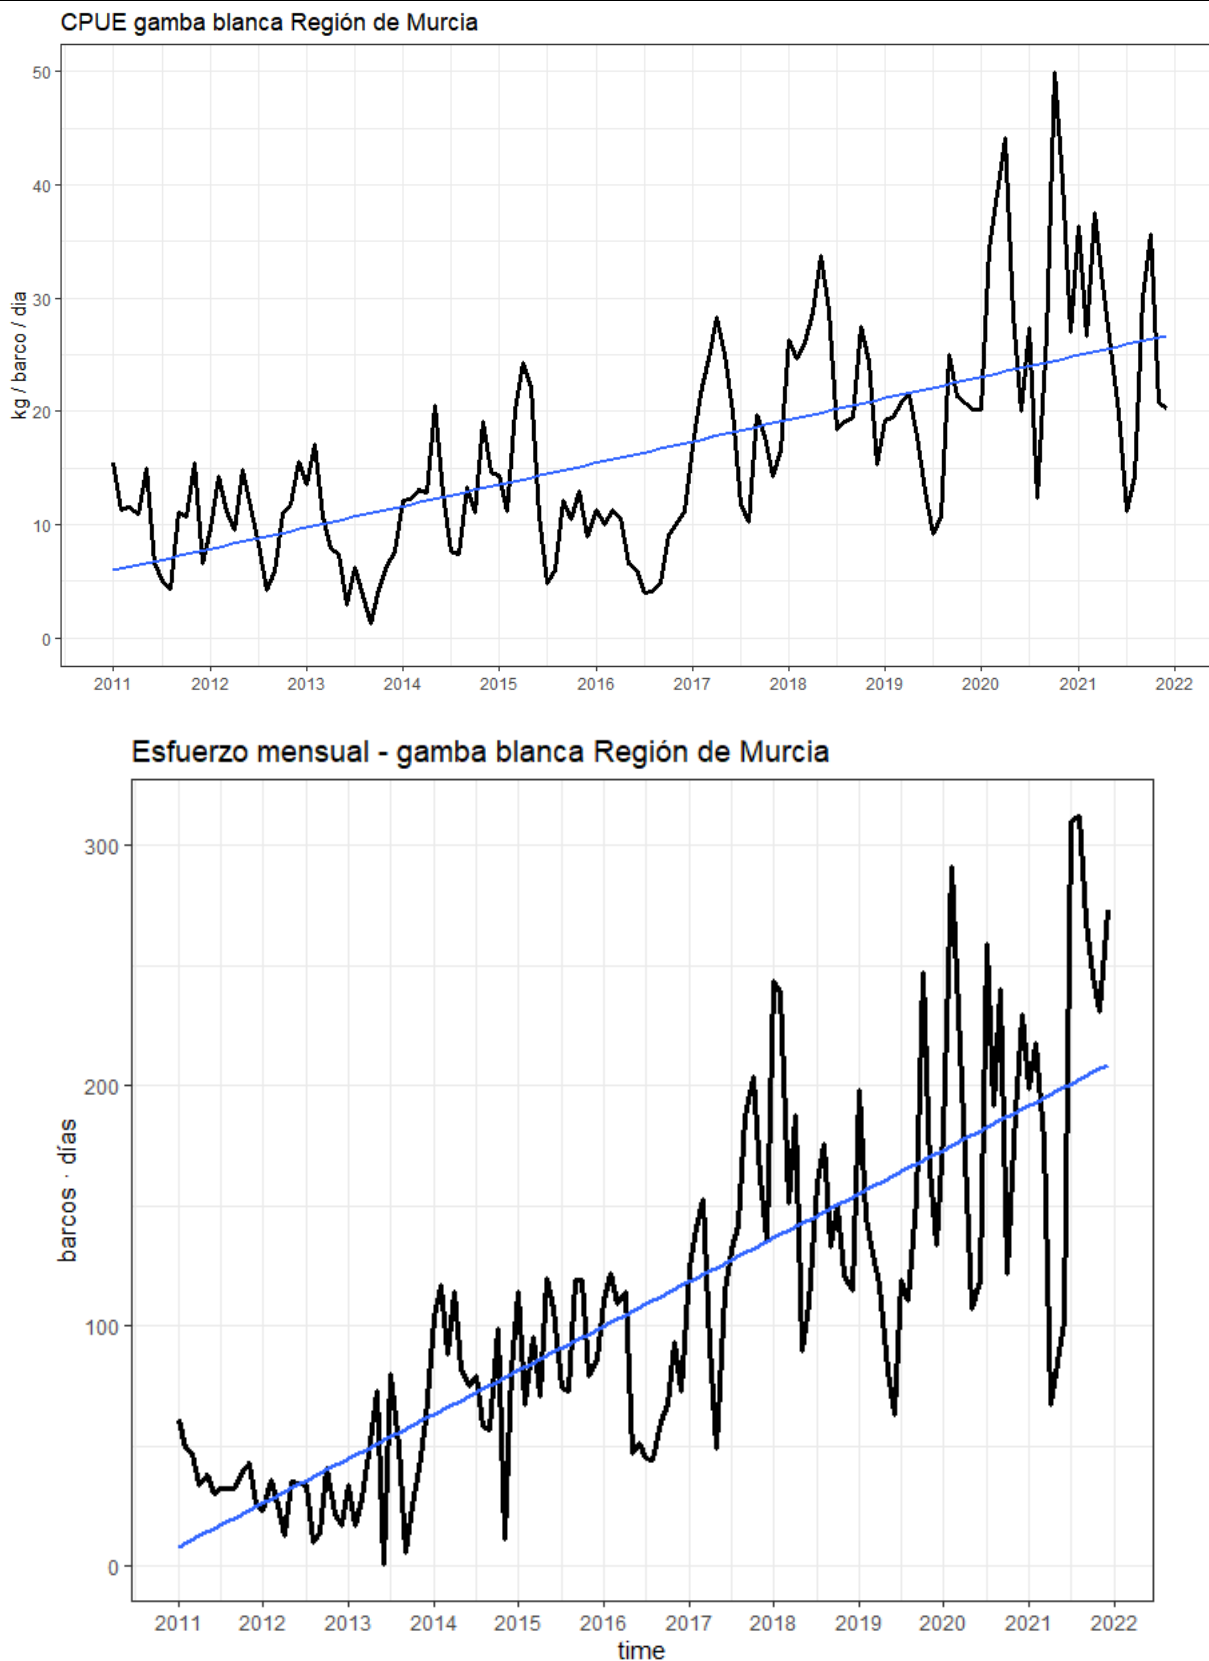 CPUE gamba blanca Región de Murcia
50
40
30
20
10
0
kg / barco / dia
2011 2012 2013 2014 2015 2016 2017 2018 2019 2020 2021 2022
Esfuerzo mensual - gamba blanca Región de Murcia
300
200
100
0
barcos · días
2011 2012 2013 2014 2015 2016 2017 2018 2019 2020 2021 2022
time